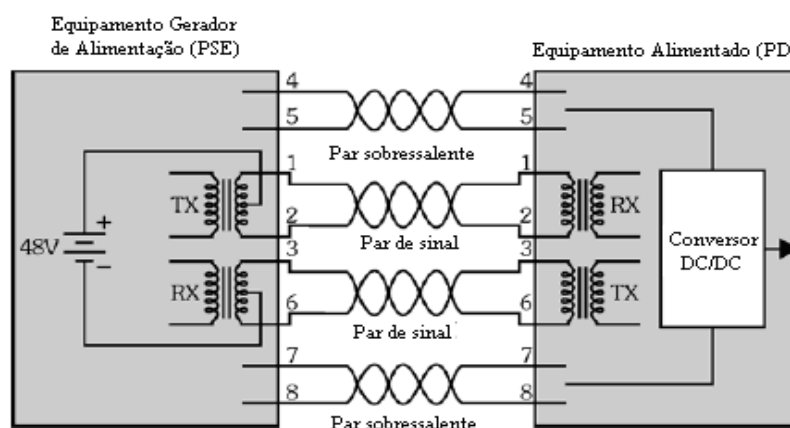 Equipamento Gerador
de Alimentação (PSE)
Equipamento Alimentado (PD
4
4
5
5
Par sobressalente
1
1
TX
RX
2
2
Par de sinal
+
48V
−
3
3
Conversor
DC/DC
RX
TX
6
6
Par de sinal
7
7
8
8
Par sobressalente